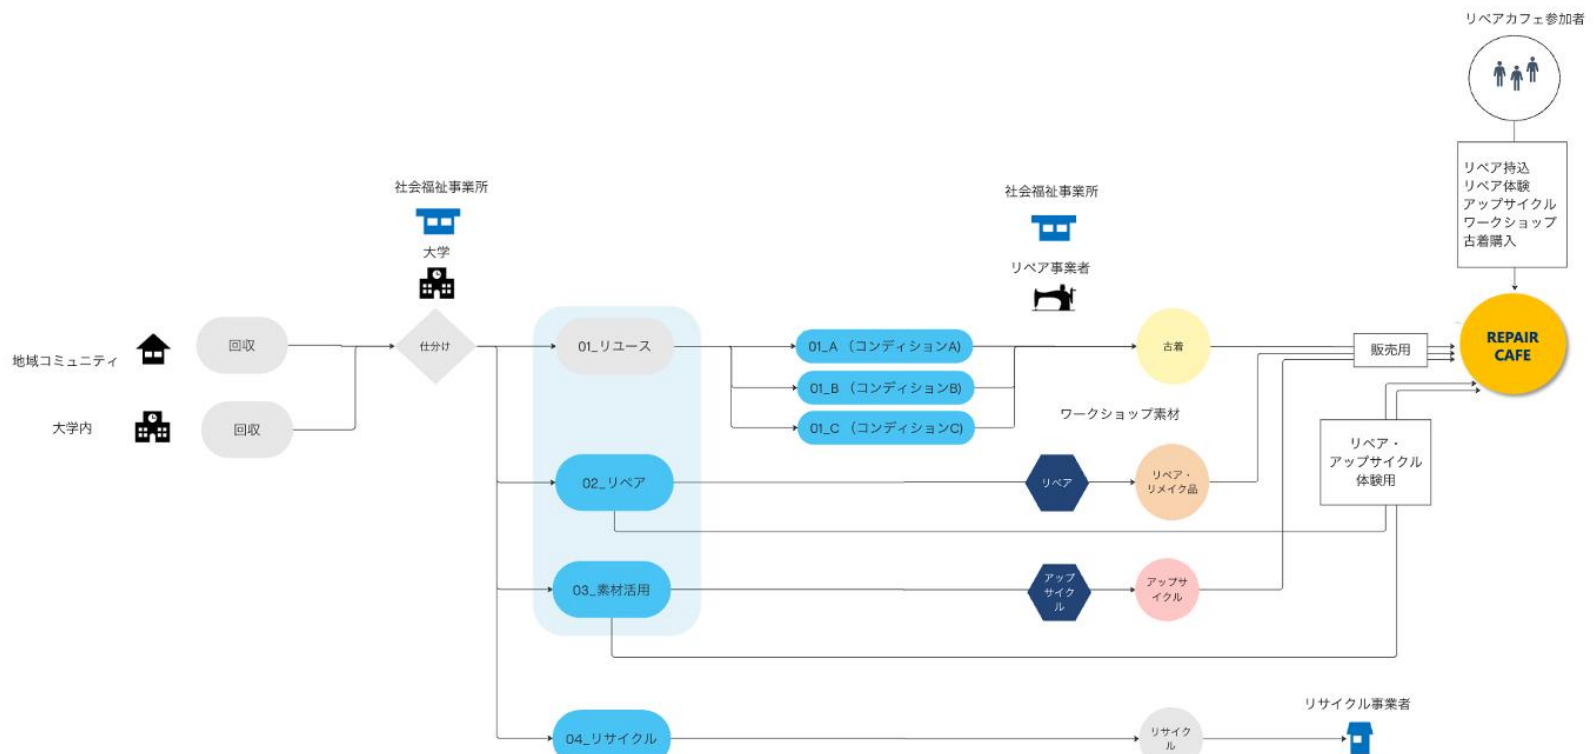 リペアカフェ参加者
リペア持込
リペア体験
アップサイクル
ワークショップ
古着購入
社会福祉事業所
大学
社会福祉事業所
リペア事業者
地域コミュニティ
回収
仕分け
01_リユース
01_A （コンディションA）
古着
販売用
REPAIR
CAFE
01_B （コンディションB）
大学内
回収
01_C （コンディションC）
ワークショップ素材
リペア・
アップサイクル
体験用
02_リペア
リペア
リペア・
リメイク品
03_素材活用
アップ
サイク
ル
アップサ
イクル
リサイクル事業者
04_リサイクル
リサイク
ル